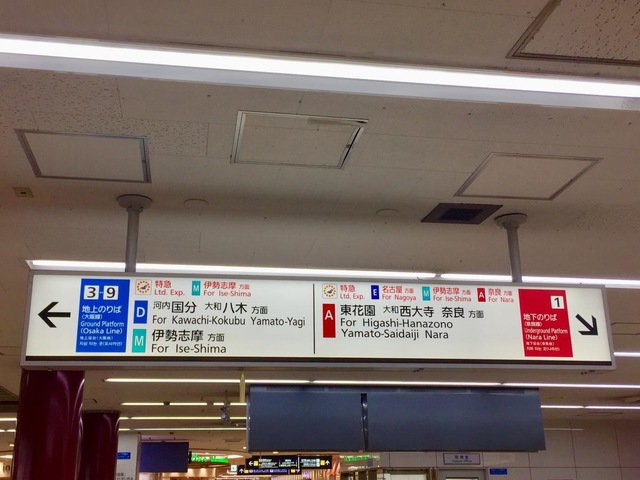 3-9
地上のりば
(大阪線)
Ground Platform
(Osaka Line)
特急 M 伊勢志摩 方面
Ltd. Exp. For Ise-Shima
D 河内国分 大和八木 方面
For Kawachi-Kokubu Yamato-Yagi
M 伊勢志摩 方面
For Ise-Shima
特急 E 名古屋 方面 M 伊勢志摩 方面 A 奈良 方面
Ltd. Exp. For Nagoya For Ise-Shima For Nara
A 東花園 大和西大寺 奈良 方面
For Higashi-Hanazono
Yamato-Saidaiji Nara
1
地下のりば
(奈良線)
Underground Platform
(Nara Line)